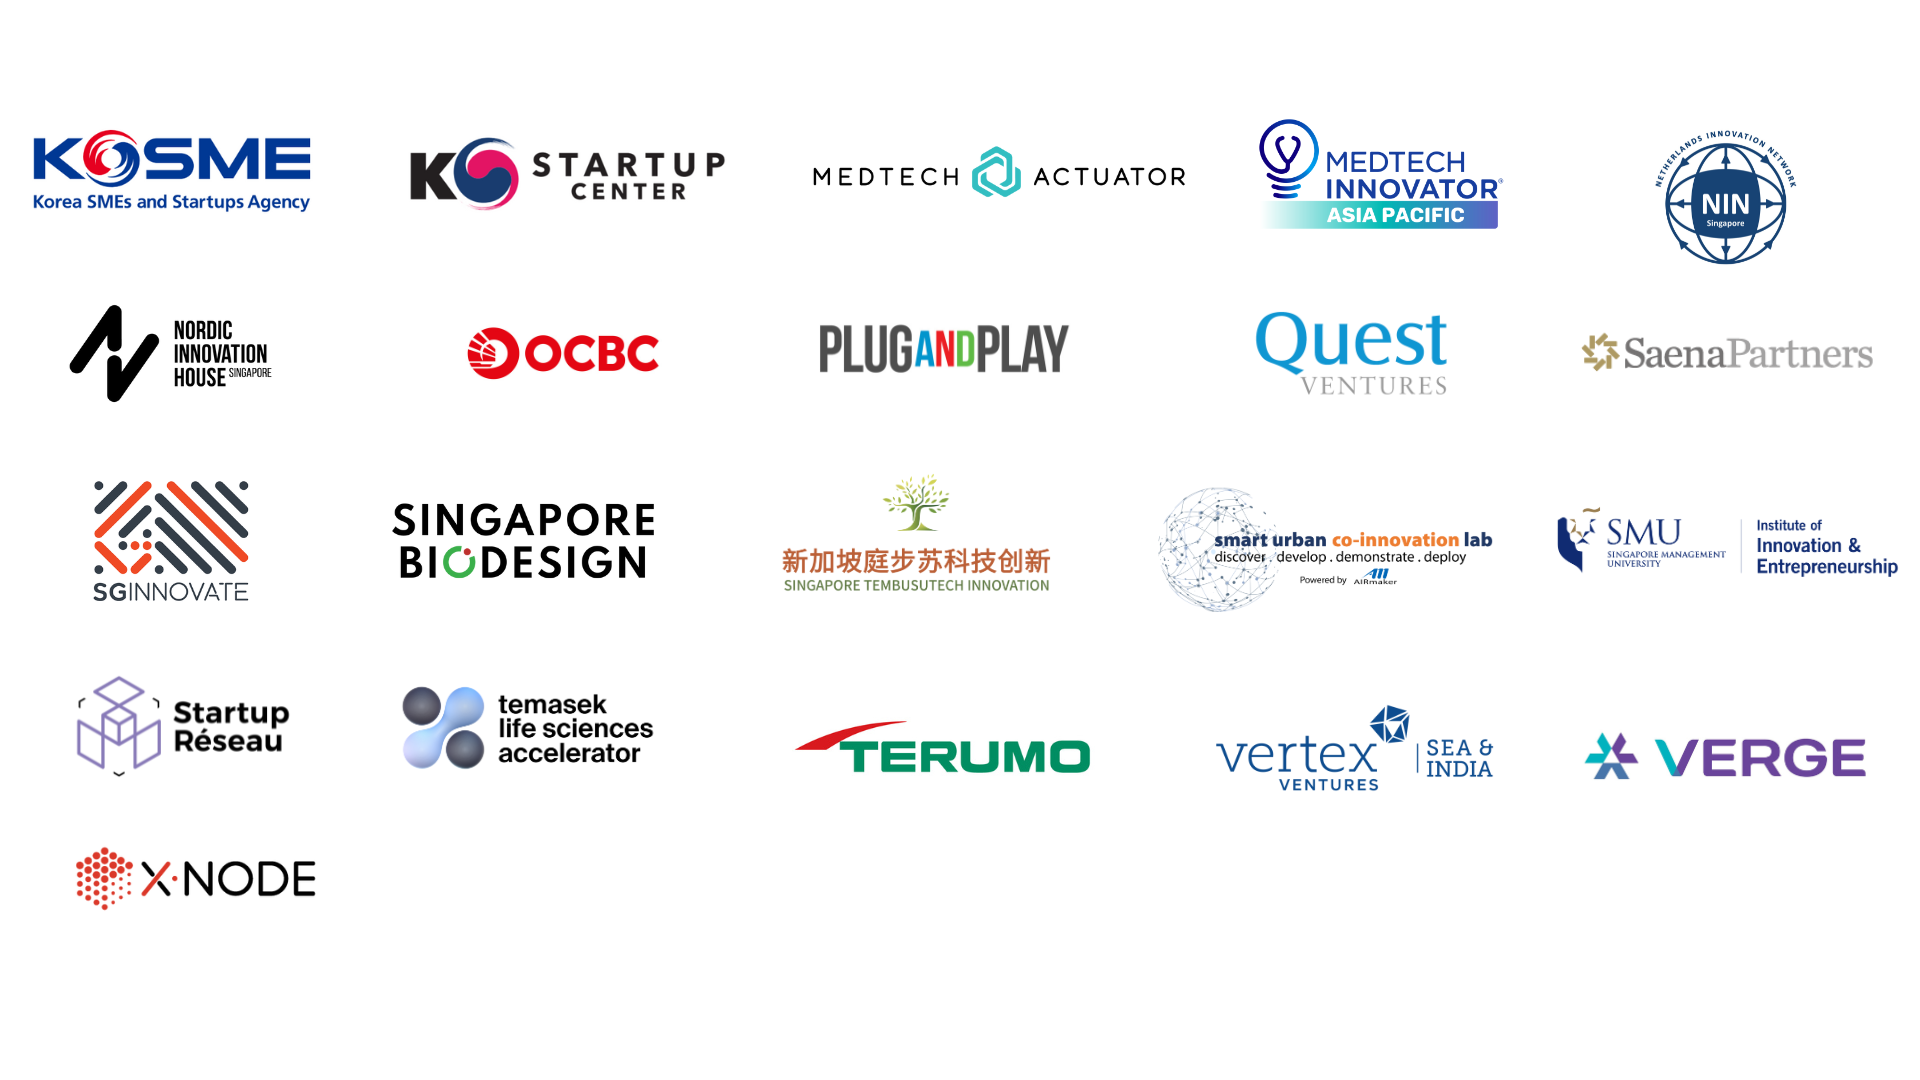 KOSME
Korea SMEs and Startups Agency
K STARTUP
CENTER
MEDTECH ACTUATOR
MEDTECH
INNOVATOR®
ASIA PACIFIC
NETHERLANDS INNOVATION NETWORK
NIN
Singapore
NORDIC
INNOVATION
HOUSE SINGAPORE
OCBC
PLUGANDPLAY
Quest
VENTURES
SaenaPartners
SGINNOVATE
SINGAPORE
BIODESIGN
新加坡庭步苏科技创新
SINGAPORE TEMBUSUTECH INNOVATION
smart urban co-innovation lab
discover . develop . demonstrate . deploy
Powered by AIRmaker
SMU
SINGAPORE MANAGEMENT
UNIVERSITY
Institute of
Innovation &
Entrepreneurship
Startup
Réseau
temasek
life sciences
accelerator
TERUMO
vertex
VENTURES
SEA &
INDIA
VERGE
X·NODE